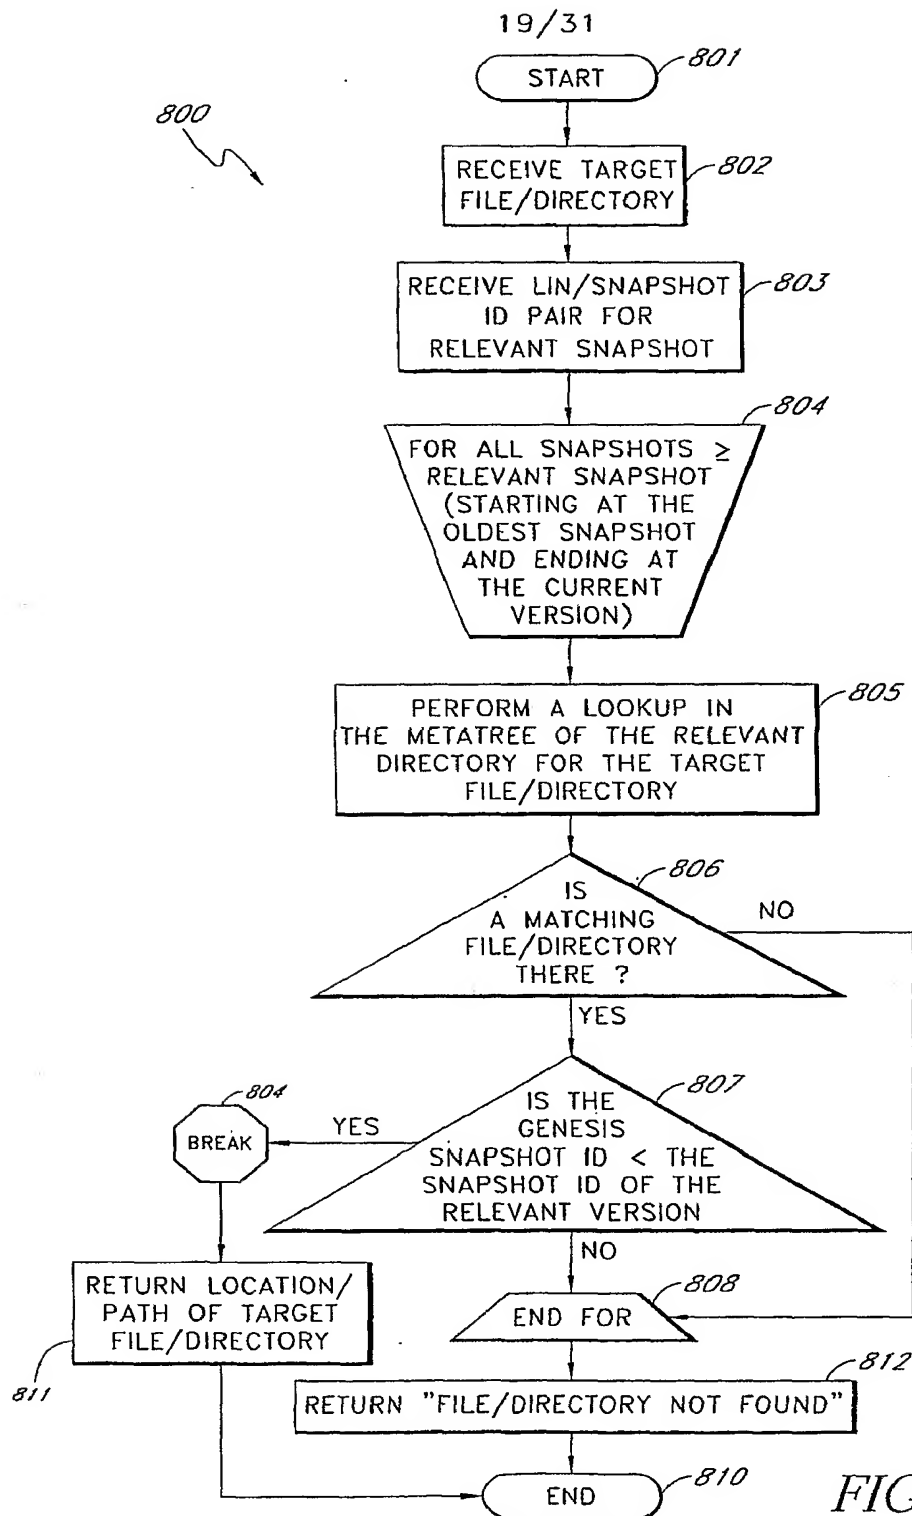 19/31
801
START
800
802
RECEIVE TARGET
FILE/DIRECTORY
803
RECEIVE LIN/SNAPSHOT
ID PAIR FOR
RELEVANT SNAPSHOT
804
FOR ALL SNAPSHOTS ≥
RELEVANT SNAPSHOT
(STARTING AT THE
OLDEST SNAPSHOT
AND ENDING AT
THE CURRENT
VERSION)
805
PERFORM A LOOKUP IN
THE METATREE OF THE RELEVANT
DIRECTORY FOR THE TARGET
FILE/DIRECTORY
806
IS
A MATCHING
FILE/DIRECTORY
THERE ?
NO
YES
807
IS THE
GENESIS
SNAPSHOT ID < THE
SNAPSHOT ID OF THE
RELEVANT VERSION
804
BREAK
YES
NO
808
END FOR
RETURN LOCATION/
PATH OF TARGET
FILE/DIRECTORY
811
812
RETURN "FILE/DIRECTORY NOT FOUND"
810
END
FIG